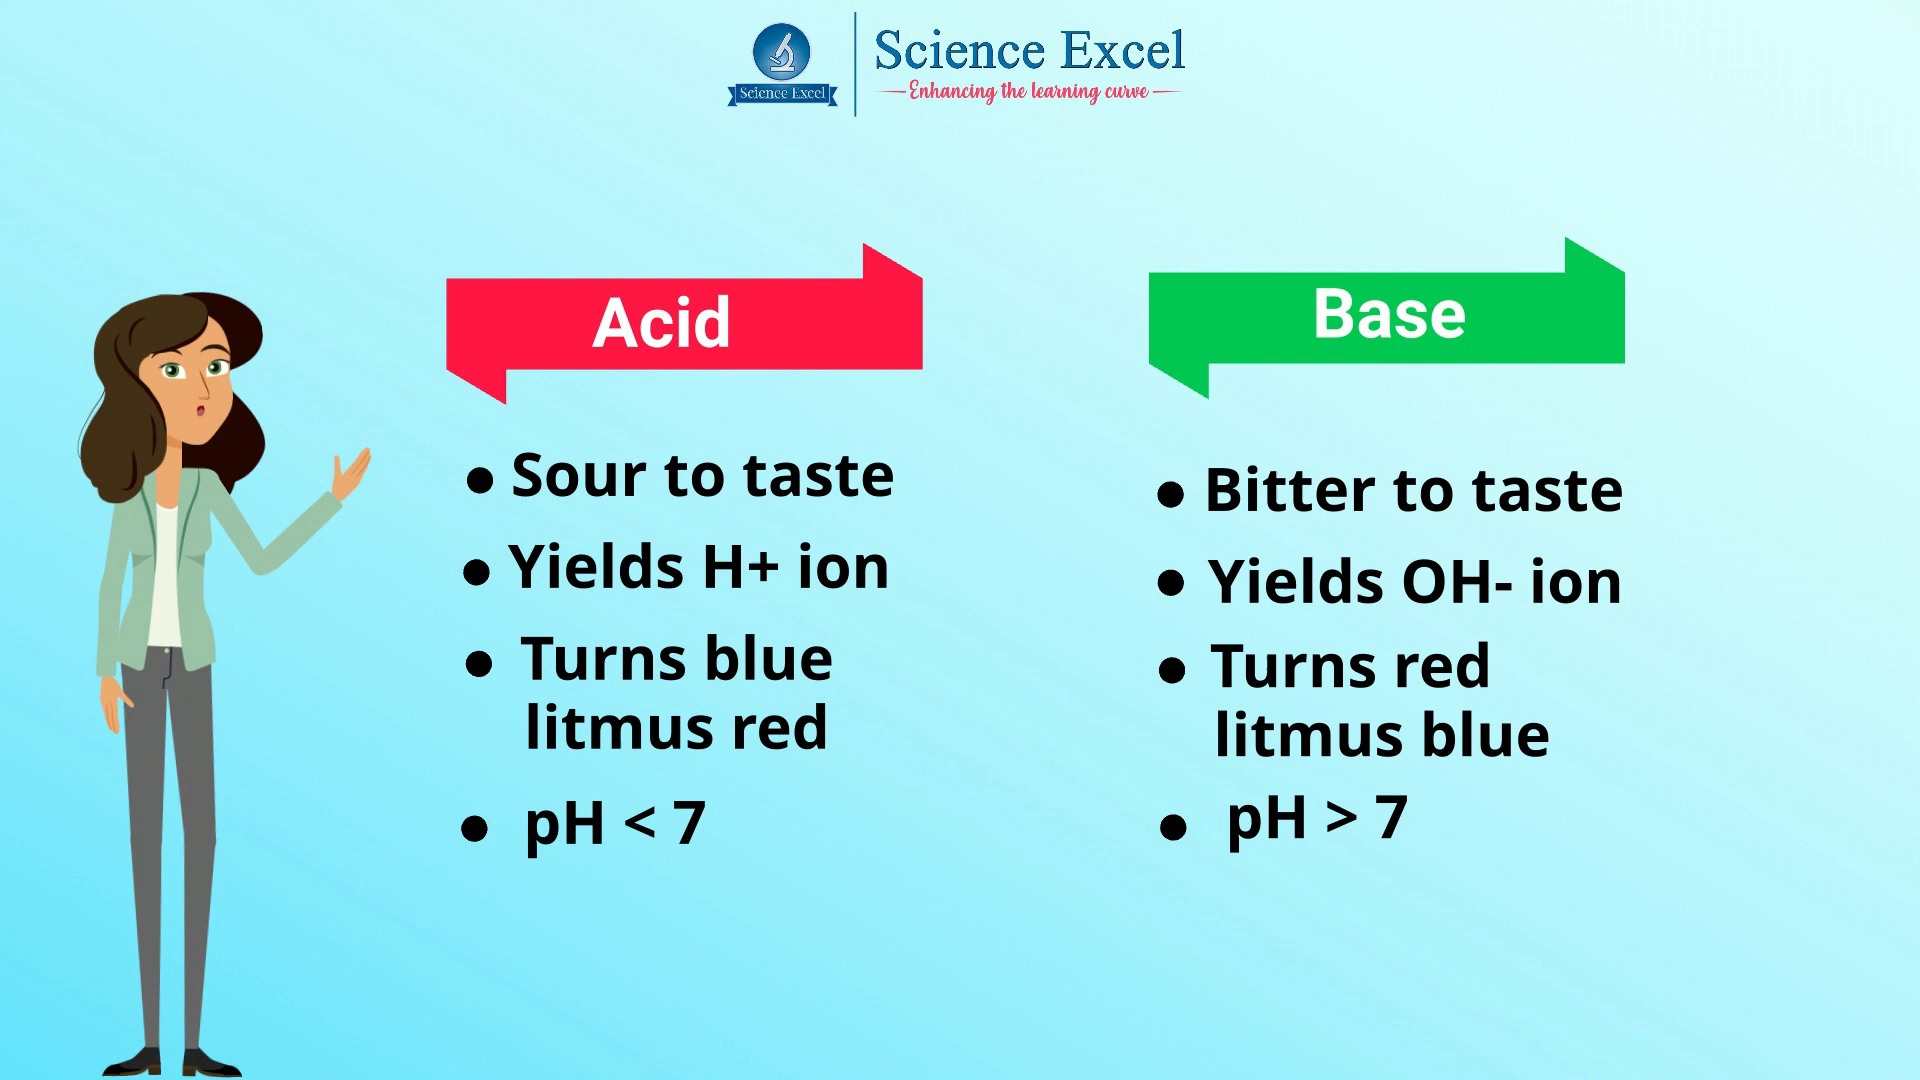 Science Excel
Science Excel
Enhancing the learning curve
Acid
● Sour to taste
● Yields H+ ion
● Turns blue
litmus red
● pH < 7
Base
● Bitter to taste
● Yields OH- ion
● Turns red
litmus blue
● pH > 7